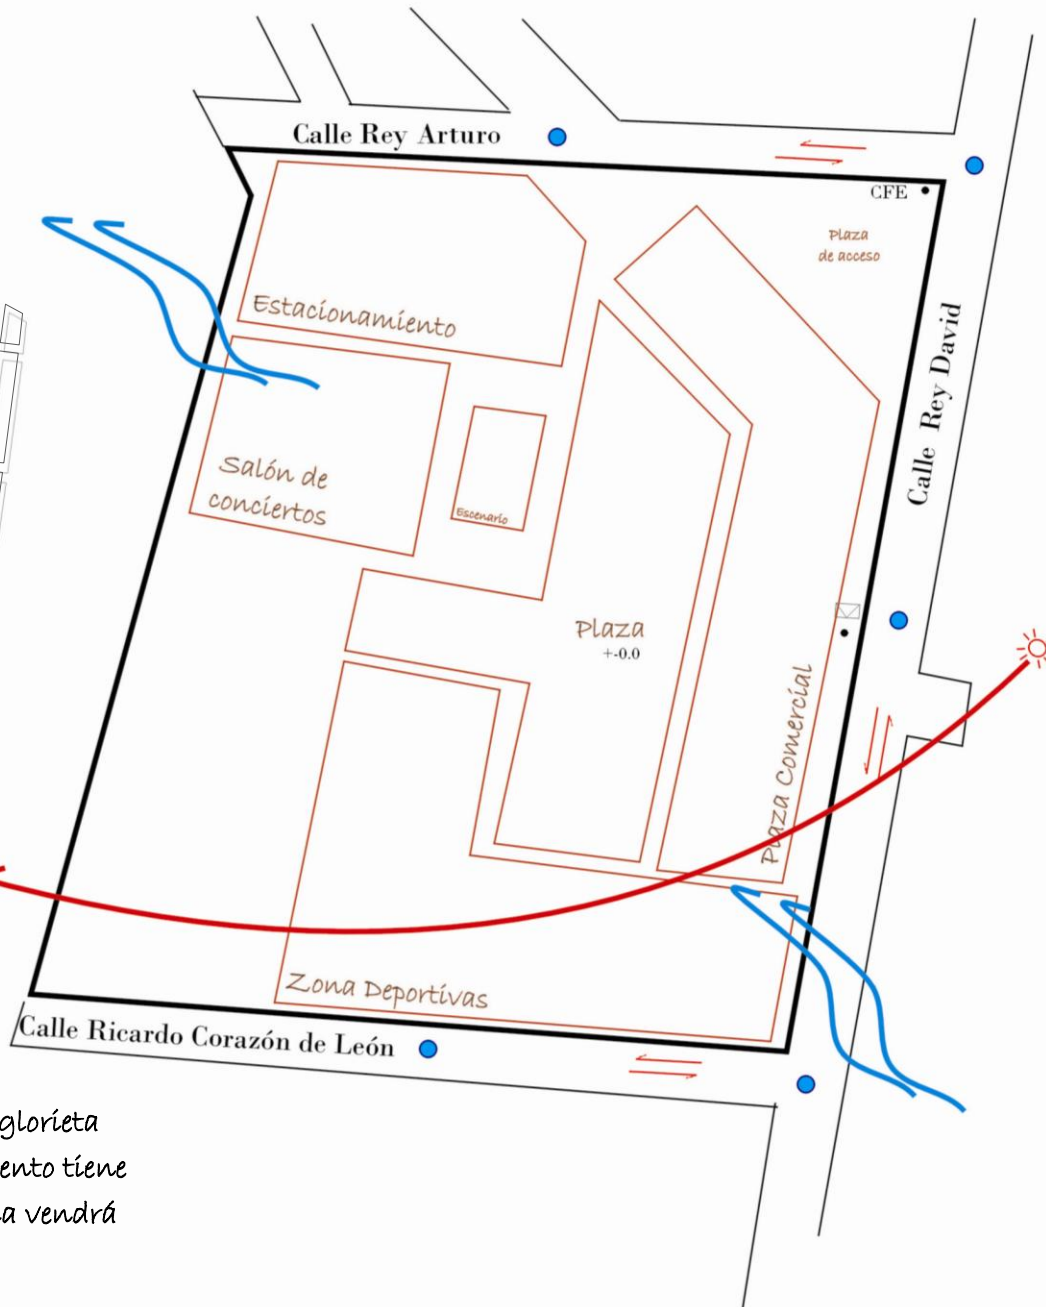 Calle Rey Arturo
CFE
Plaza
de acceso
Estacionamiento
Calle Rey David
Salón de
conciertos
Escenario
Plaza
+-0.0
Plaza Comercial
Zona Deportivas
Calle Ricardo Corazón de León
glorieta
ento tiene
a vendrá